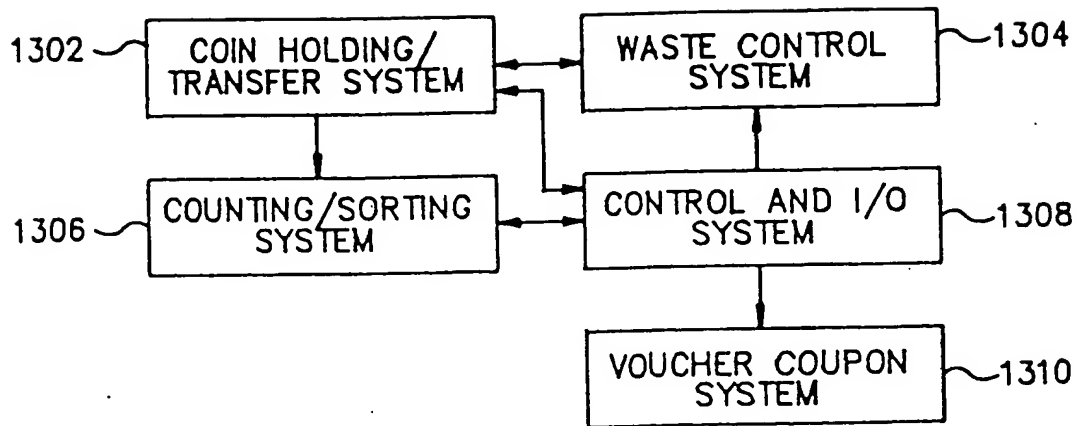 1302
COIN HOLDING/
TRANSFER SYSTEM
WASTE CONTROL
SYSTEM
1304
1306
COUNTING/SORTING
SYSTEM
CONTROL AND I/O
SYSTEM
1308
VOUCHER COUPON
SYSTEM
1310